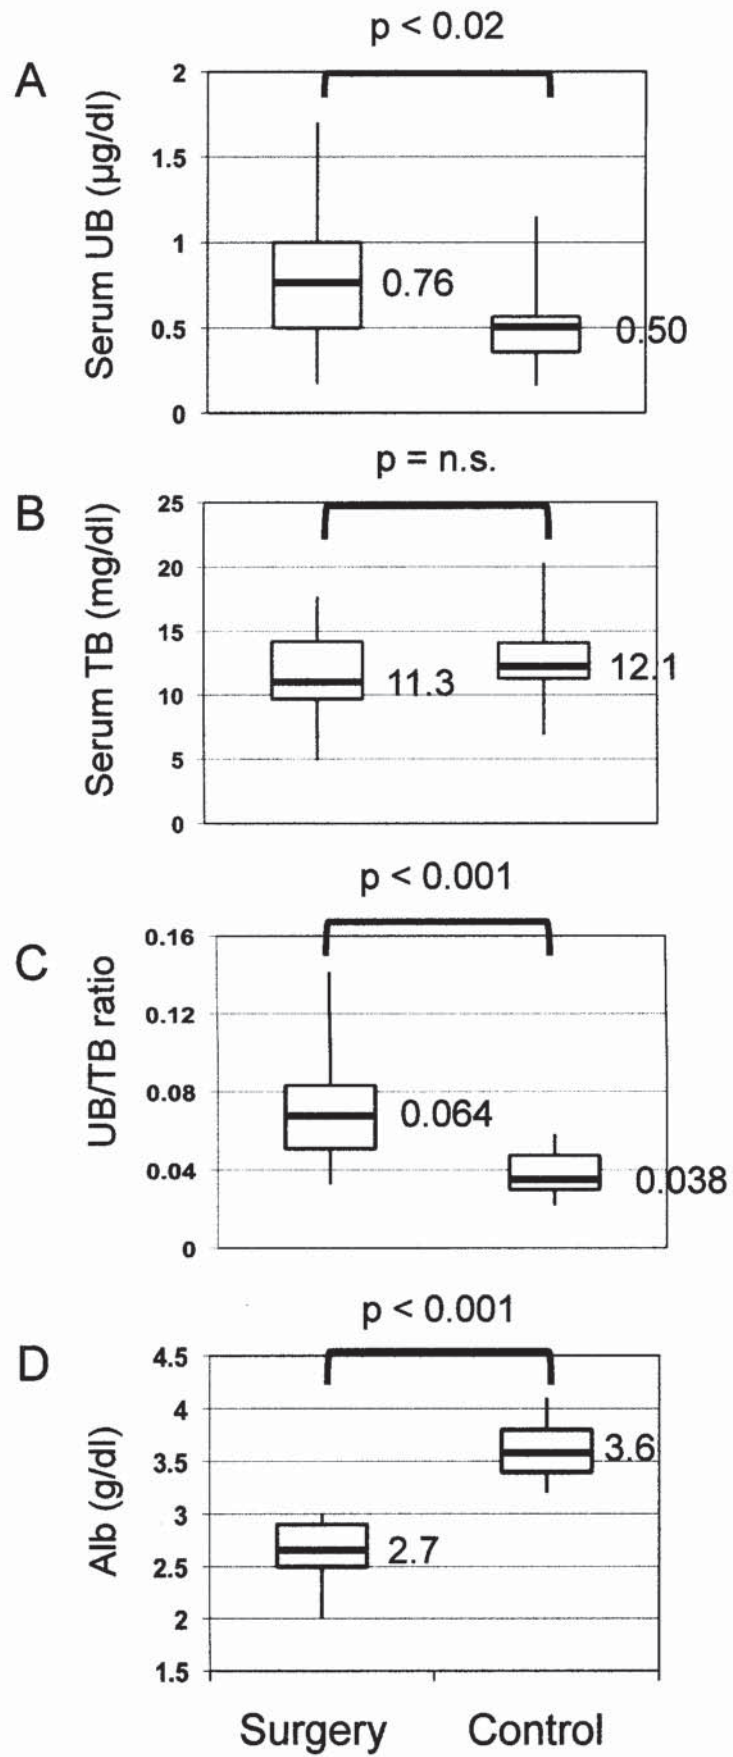 p < 0.02
A
Serum UB (µg/dl)
2
1.5
1
0.5
0
0.76
0.50
p = n.s.
B
Serum TB (mg/dl)
25
20
15
10
5
0
11.3
12.1
p < 0.001
C
UB/TB ratio
0.16
0.12
0.08
0.04
0
0.064
0.038
p < 0.001
D
Alb (g/dl)
4.5
4
3.5
3
2.5
2
1.5
2.7
3.6
Surgery Control